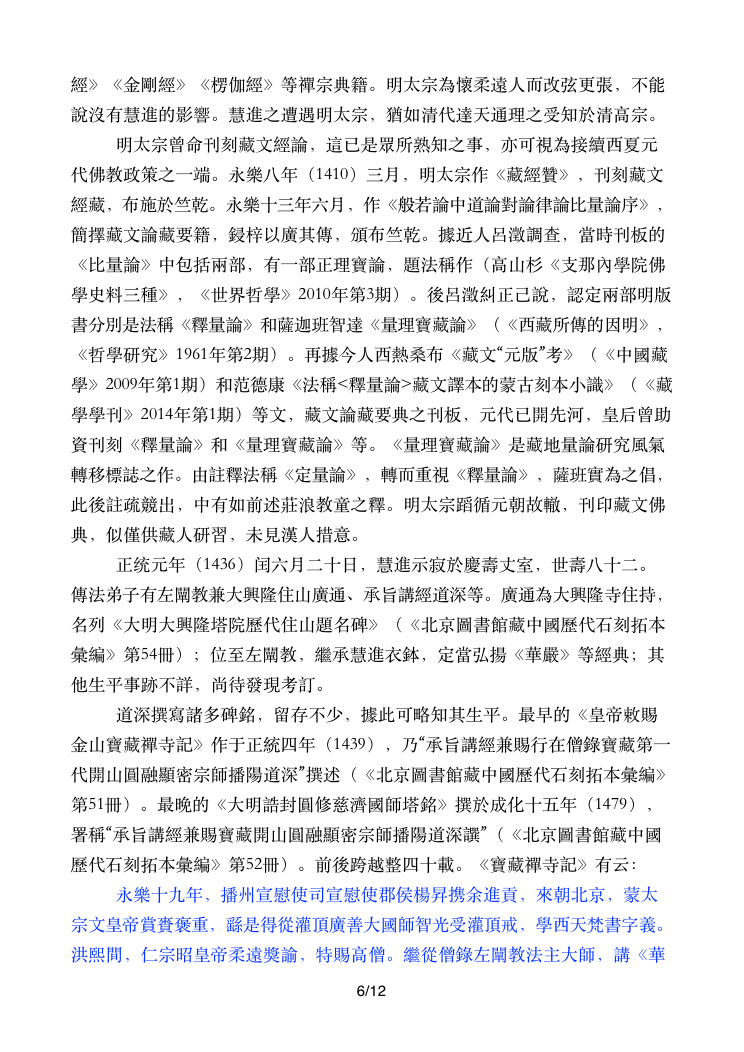 經》《金剛經》《楞伽經》等禪宗典籍。明太宗為懷柔遠人而改弦更張，不能
說沒有慧進的影響。慧進之遭遇明太宗，猶如清代達天通理之受知於清高宗。
明太宗曾命刊刻藏文經論，這已是眾所熟知之事，亦可視為接續西夏元
代佛教政策之一端。永樂八年（1410）三月，明太宗作《藏經贊》，刊刻藏文
經藏，布施於竺乾。永樂十三年六月，作《般若論中道論對論律論比量論序》，
簡擇藏文論藏要籍，鋟梓以廣其傳，頒布竺乾。據近人呂澂調查，當時刊板的
《比量論》中包括兩部，有一部正理寶論，題法稱作（高山杉《支那內學院佛
學史料三種》，《世界哲學》2010年第3期）。後呂澂糾正己說，認定兩部明版
書分別是法稱《釋量論》和薩迦班智達《量理寶藏論》（《西藏所傳的因明》，
《哲學研究》1961年第2期）。再據今人西熱桑布《藏文“元版”考》（《中國藏
學》2009年第1期）和范德康《法稱<釋量論>藏文譯本的蒙古刻本小識》（《藏
學學刊》2014年第1期）等文，藏文論藏要典之刊板，元代已開先河，皇后曾助
資刊刻《釋量論》和《量理寶藏論》等。《量理寶藏論》是藏地量論研究風氣
轉移標誌之作。由註釋法稱《定量論》，轉而重視《釋量論》，薩班實為之倡，
此後註疏競出，中有如前述莊浪教童之釋。明太宗蹈循元朝故轍，刊印藏文佛
典，似僅供藏人研習，未見漢人措意。
正統元年（1436）閏六月二十日，慧進示寂於慶壽丈室，世壽八十二。
傳法弟子有左闡教兼大興隆住山廣通、承旨講經道深等。廣通為大興隆寺住持，
名列《大明大興隆塔院歷代住山題名碑》（《北京圖書館藏中國歷代石刻拓本
彙編》第54冊）；位至左闡教，繼承慧進衣鉢，定當弘揚《華嚴》等經典；其
他生平事跡不詳，尚待發現考訂。
道深撰寫諸多碑銘，留存不少，據此可略知其生平。最早的《皇帝敕賜
金山寶藏禪寺記》作于正統四年（1439），乃“承旨講經兼賜行在僧錄寶藏第一
代開山圓融顯密宗師播陽道深”撰述（《北京圖書館藏中國歷代石刻拓本彙編》
第51冊）。最晚的《大明誥封圓修慈濟國師塔銘》撰於成化十五年（1479），
署稱“承旨講經兼賜寶藏開山圓融顯密宗師播陽道深譔”（《北京圖書館藏中國
歷代石刻拓本彙編》第52冊）。前後跨越整四十載。《寶藏禪寺記》有云：
永樂十九年，播州宣慰使司宣慰使郡侯楊昇携余進貢，來朝北京，蒙太
宗文皇帝賞賚褒重，繇是得從灌頂廣善大國師智光受灌頂戒，學西天梵書字義。
洪熙間，仁宗昭皇帝柔遠獎諭，特賜高僧。繼從僧錄左闡教法主大師，講《華
6/12